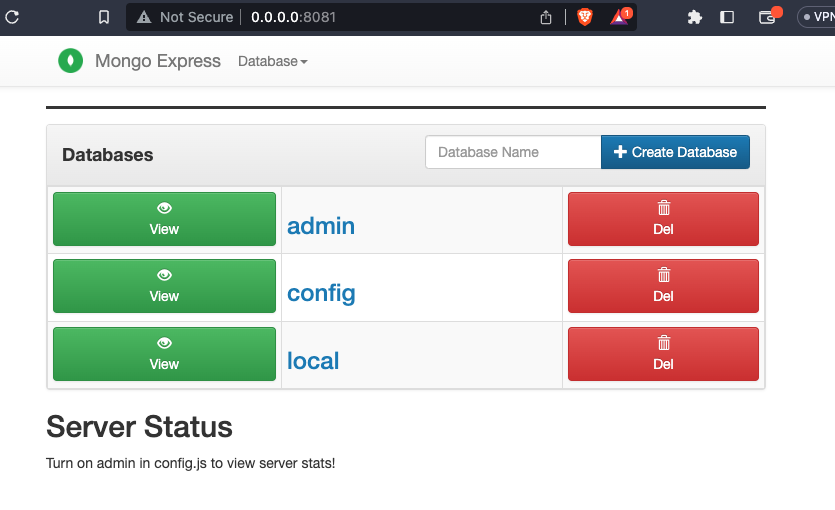 Not Secure 0.0.0.0:8081 1 VPN
Mongo Express Database
Databases Database Name Create Database
View admin Del
View config Del
View local Del
Server Status
Turn on admin in config.js to view server stats!